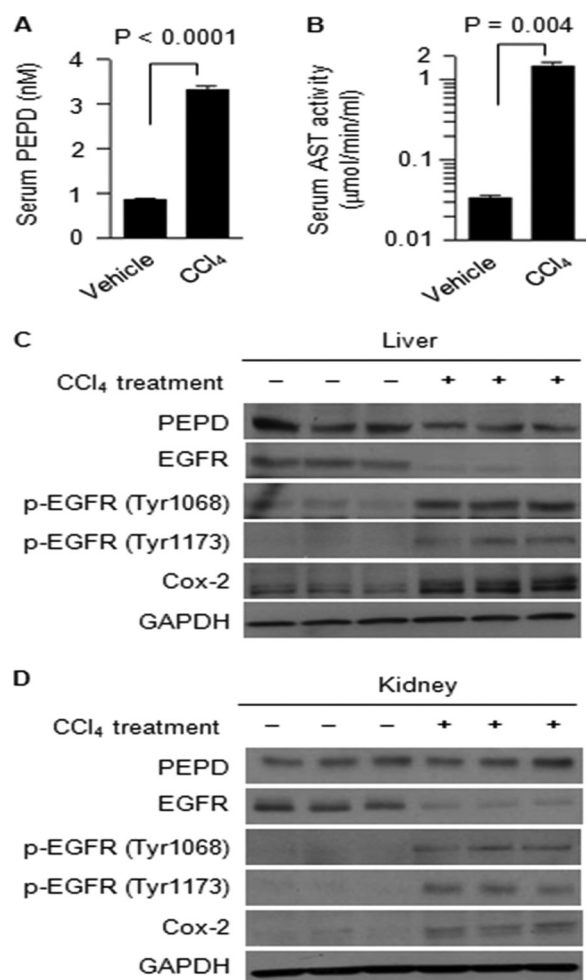 A
P < 0.0001
Serum PEPD (nM)
4
3
2
1
0
Vehicle
CCl₄
B
P = 0.004
Serum AST activity
(μmol/min/ml)
2
1
0.1
0.01
Vehicle
CCl₄
C
Liver
CCl₄ treatment – – – + + +
PEPD
EGFR
p-EGFR (Tyr1068)
p-EGFR (Tyr1173)
Cox-2
GAPDH
D
Kidney
CCl₄ treatment – – – + + +
PEPD
EGFR
p-EGFR (Tyr1068)
p-EGFR (Tyr1173)
Cox-2
GAPDH